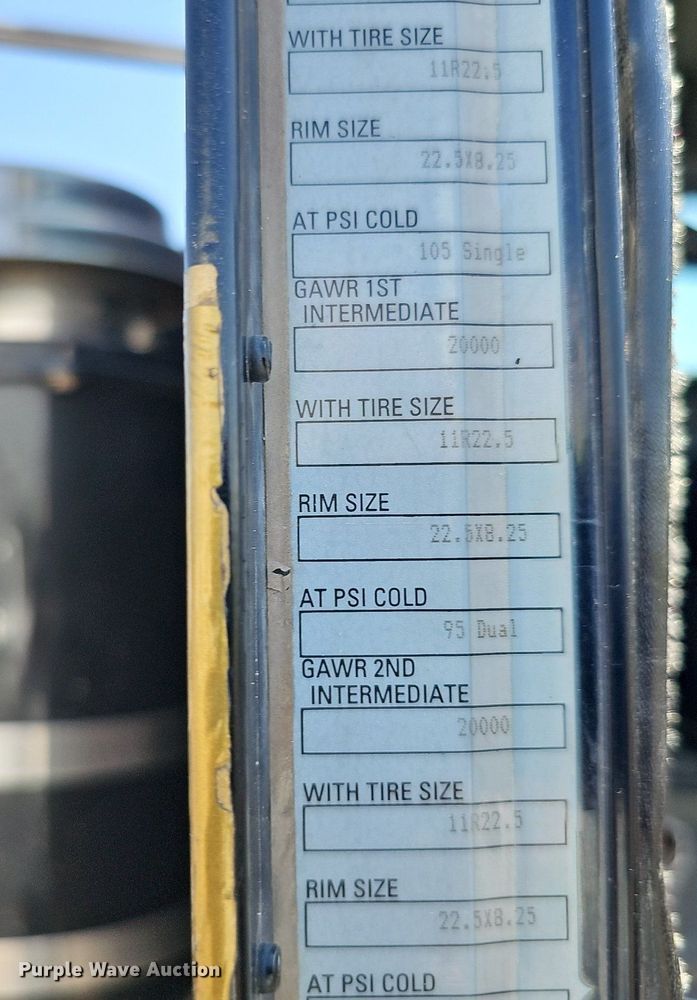 WITH TIRE SIZE
11R22.5
RIM SIZE
22.5X8.25
AT PSI COLD
105 Single
GAWR 1ST
INTERMEDIATE
20000
WITH TIRE SIZE
11R22.5
RIM SIZE
22.5X8.25
AT PSI COLD
95 Dual
GAWR 2ND
INTERMEDIATE
20000
WITH TIRE SIZE
11R22.5
RIM SIZE
22.5X8.25
AT PSI COLD
Purple Wave Auction